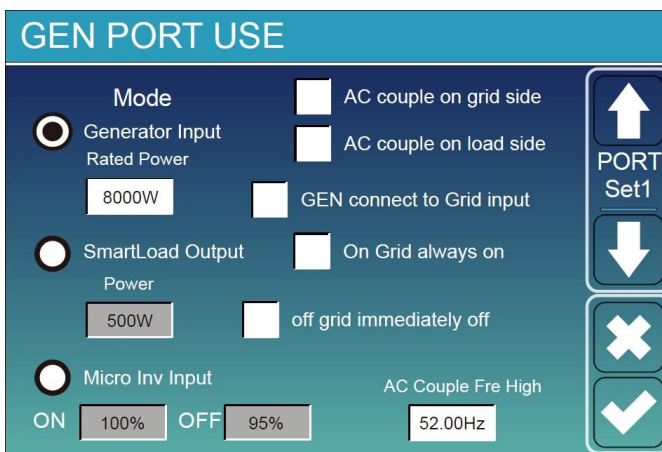 GEN PORT USE
Mode
AC couple on grid side
Generator Input
AC couple on load side
Rated Power
8000W
GEN connect to Grid input
SmartLoad Output
On Grid always on
Power
500W
off grid immediately off
Micro Inv Input
AC Couple Fre High
ON 100% OFF 95%
52.00Hz
PORT
Set1